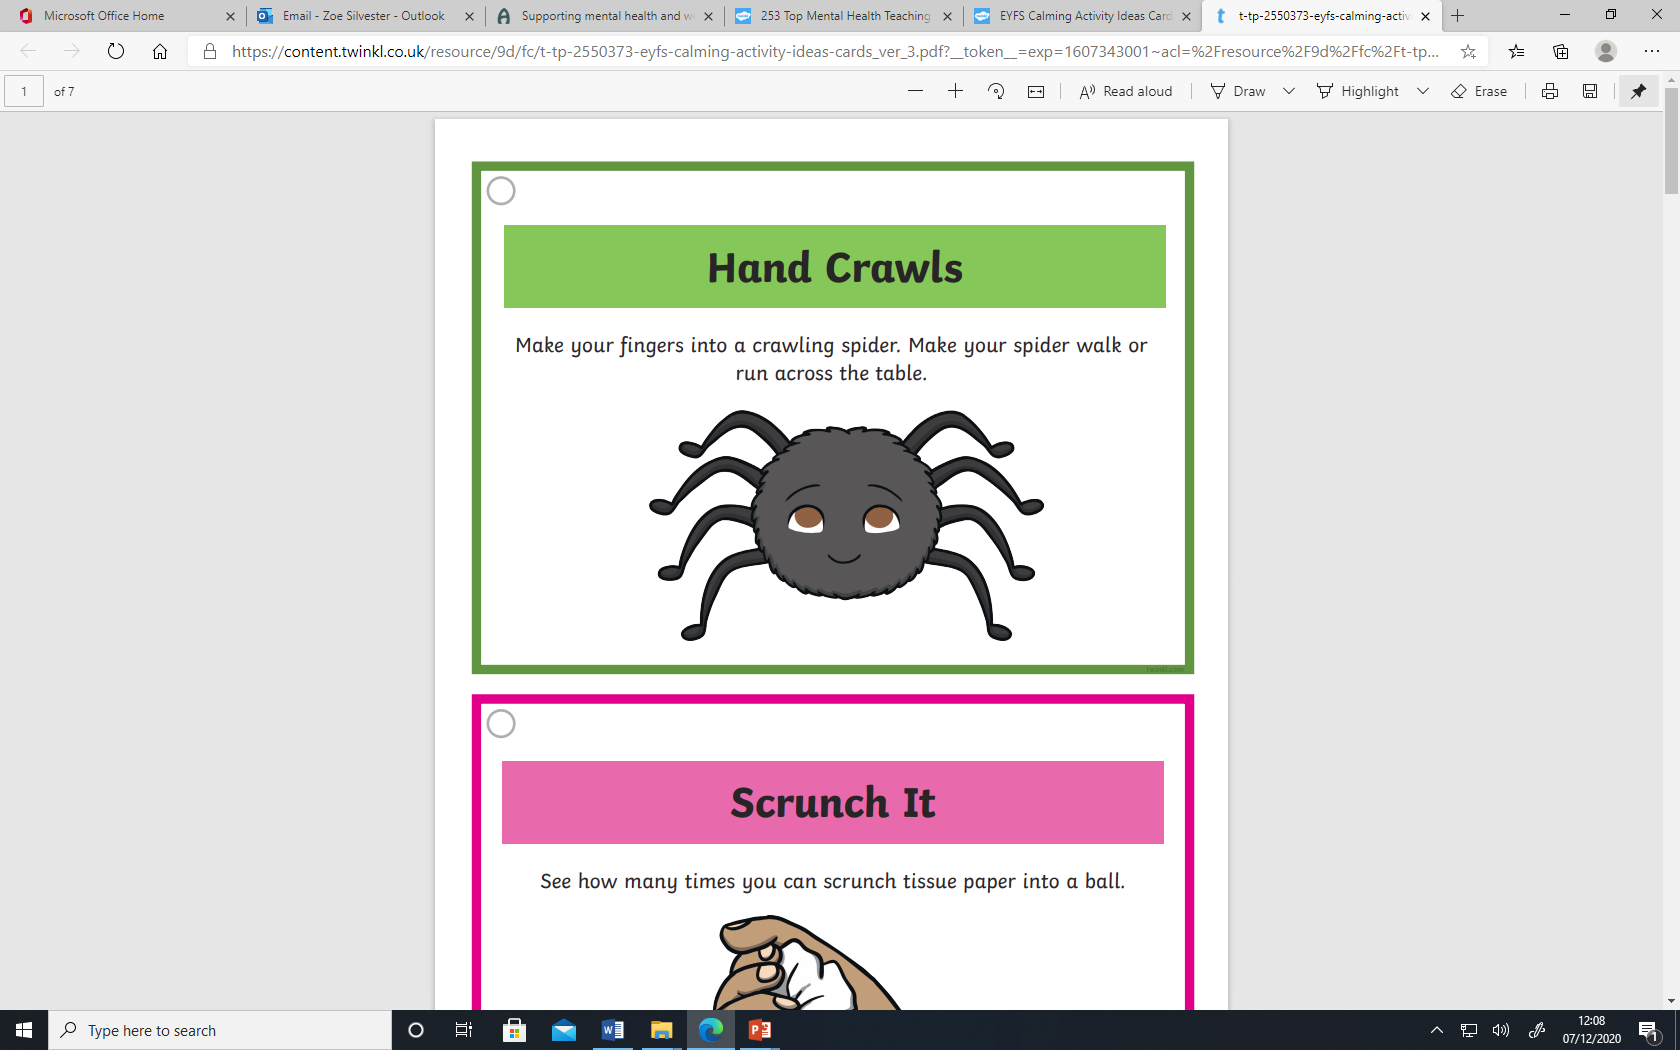 Microsoft Office Home
Email - Zoe Silvester - Outlook
Supporting mental health and w
253 Top Mental Health Teaching
EYFS Calming Activity Ideas Card
t-tp-2550373-eyfs-calming-activ
https://content.twinkl.co.uk/resource/9d/fc/t-tp-2550373-eyfs-calming-activity-ideas-cards_ver_3.pdf?__token__=exp=1607343001~acl=%2Fresource%2F9d%2Ffc%2Ft-tp...
1 of 7
Read aloud
Draw
Highlight
Erase
Hand Crawls
Make your fingers into a crawling spider. Make your spider walk or
run across the table.
twinkl.com
Scrunch It
See how many times you can scrunch tissue paper into a ball.
Type here to search
12:08
07/12/2020
1